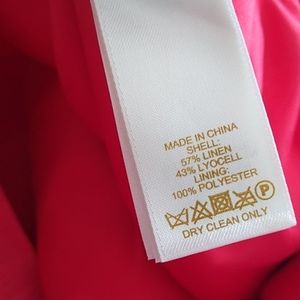 MADE IN CHINA
SHELL:
57% LINEN
43% LYOCELL
LINING:
100% POLYESTER
P
DRY CLEAN ONLY